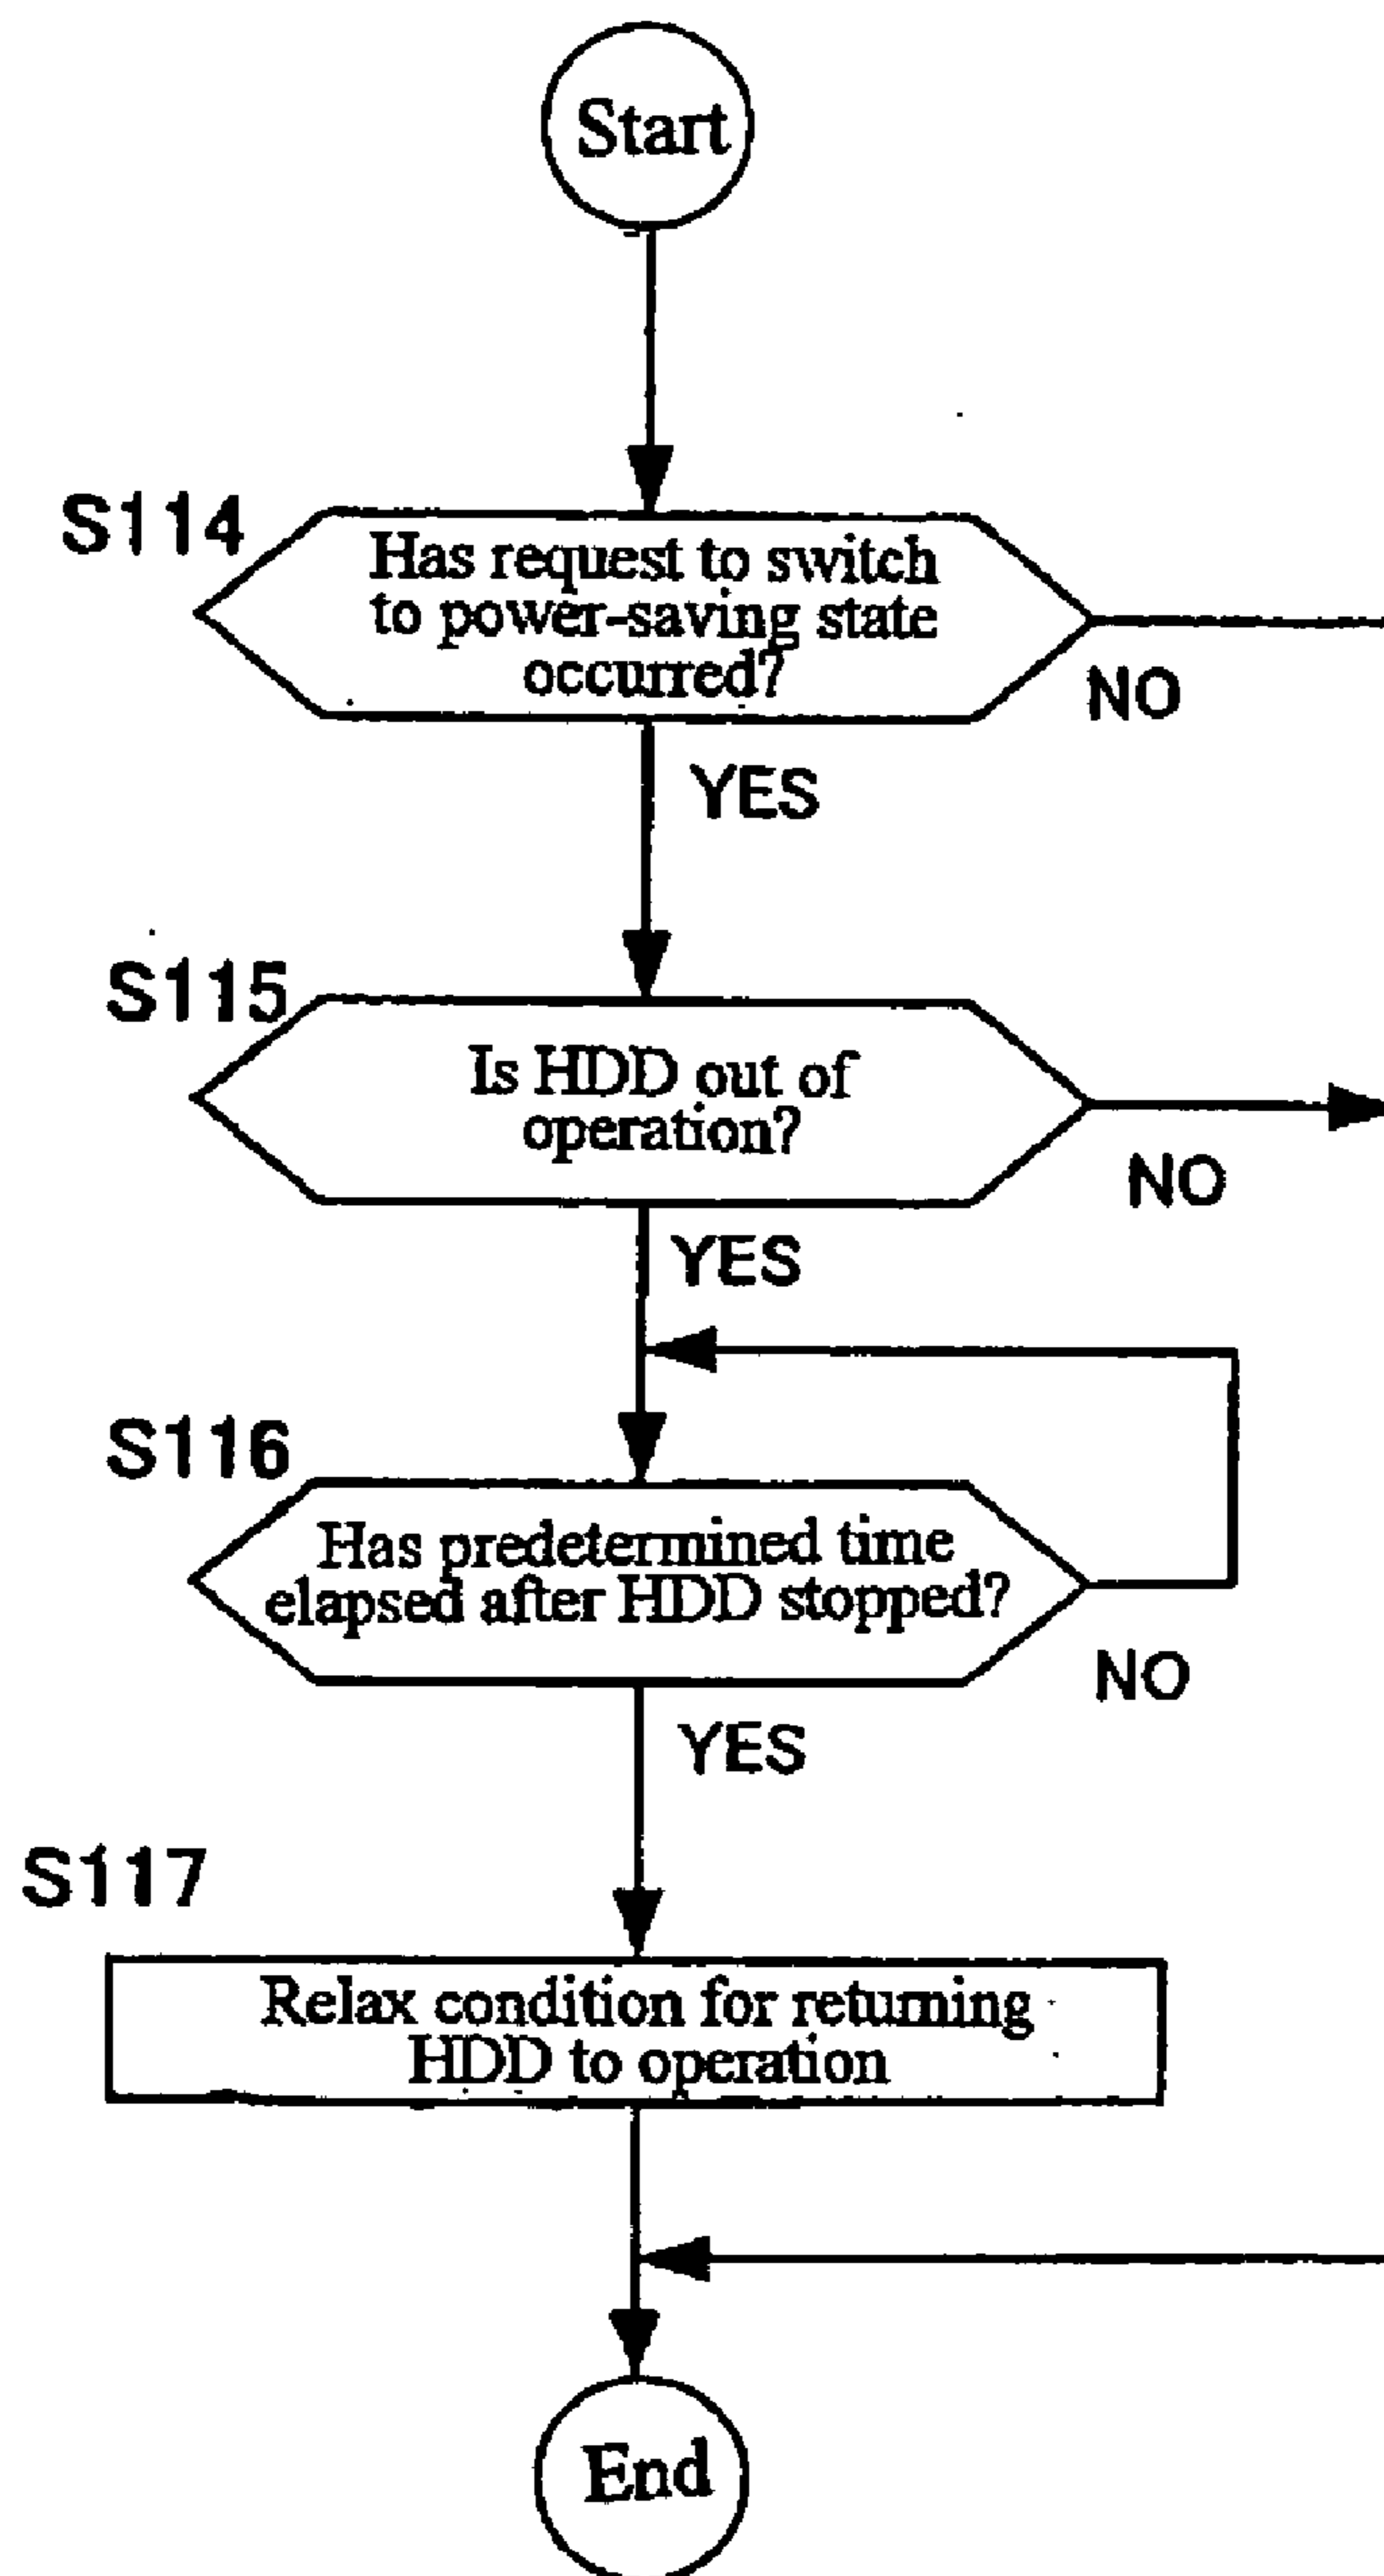 Start
S114
Has request to switch
to power-saving state
occurred?
NO
YES
S115
Is HDD out of
operation?
NO
YES
S116
Has predetermined time
elapsed after HDD stopped?
NO
YES
S117
Relax condition for returning
HDD to operation
End